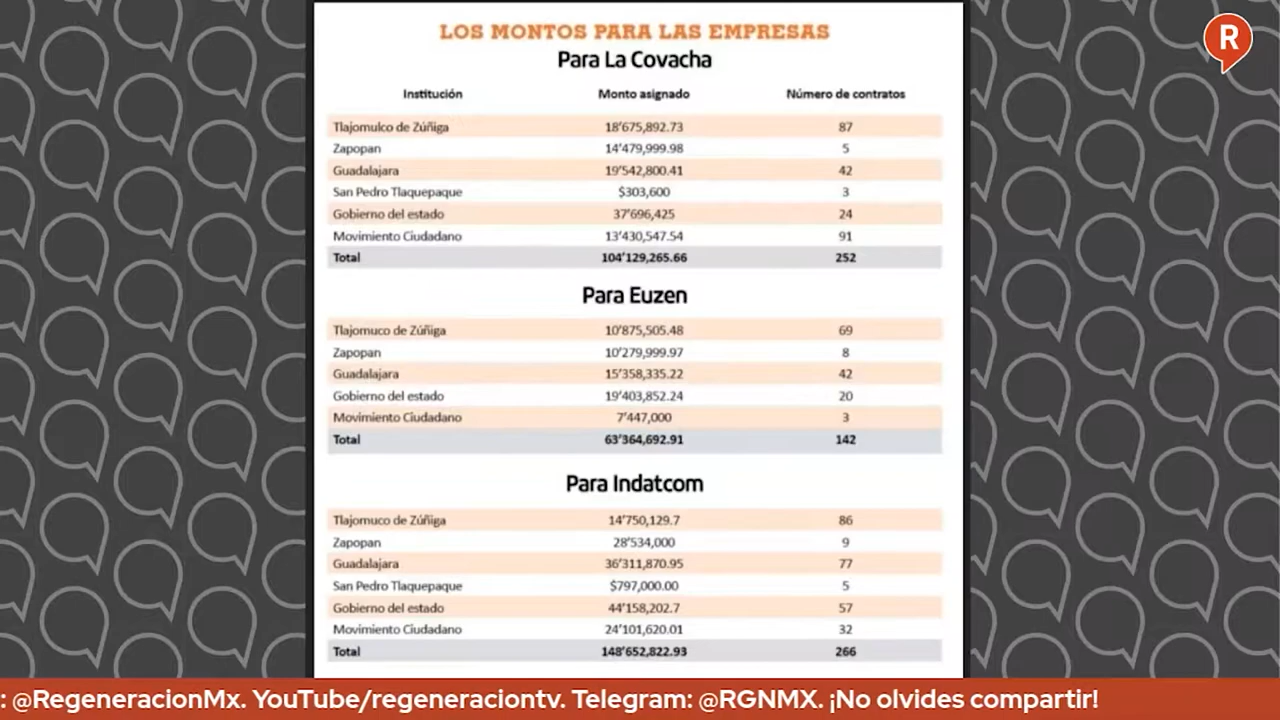 LOS MONTOS PARA LAS EMPRESAS
R
Para La Covacha
Institución Monto asignado Número de contratos
Tlajomulco de Zúñiga 18'675,892.73 87
Zapopan 14'479,999.98 5
Guadalajara 19'542,800.41 42
San Pedro Tlaquepaque $303,600 3
Gobierno del estado 37'696,425 24
Movimiento Ciudadano 13'430,547.54 91
Total 104'129,265.66 252
Para Euzen
Tlajomuco de Zúñiga 10'875,505.48 69
Zapopan 10'279,999.97 8
Guadalajara 15'358,335.22 42
Gobierno del estado 19'403,852.24 20
Movimiento Ciudadano 7'447,000 3
Total 63'364,692.91 142
Para Indatcom
Tlajomuco de Zúñiga 14'750,129.7 86
Zapopan 28'534,000 9
Guadalajara 36'311,870.95 77
San Pedro Tlaquepaque $797,000.00 5
Gobierno del estado 44'158,202.7 57
Movimiento Ciudadano 24'101,620.01 32
Total 148'652,822.93 266
: @RegeneracionMx. YouTube/regeneraciontv. Telegram: @RGNMX. ¡No olvides compartir!